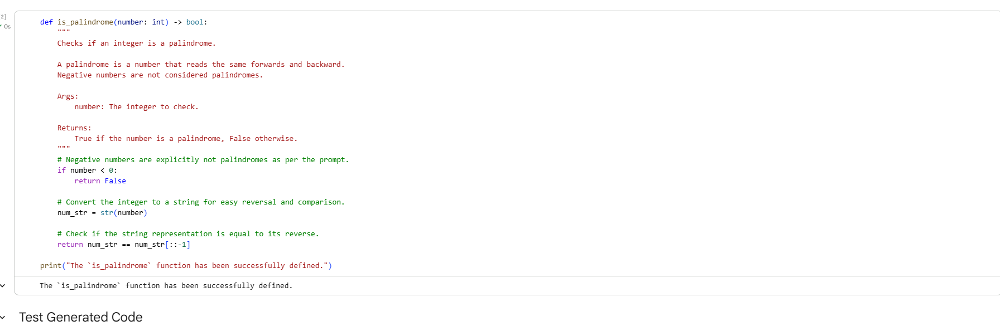 2]
0s
def is_palindrome(number: int) -> bool:
"""
Checks if an integer is a palindrome.
A palindrome is a number that reads the same forwards and backward.
Negative numbers are not considered palindromes.
Args:
number: The integer to check.
Returns:
True if the number is a palindrome, False otherwise.
"""
# Negative numbers are explicitly not palindromes as per the prompt.
if number < 0:
return False
# Convert the integer to a string for easy reversal and comparison.
num_str = str(number)
# Check if the string representation is equal to its reverse.
return num_str == num_str[::-1]
print("The `is_palindrome` function has been successfully defined.")
The `is_palindrome` function has been successfully defined.
Test Generated Code